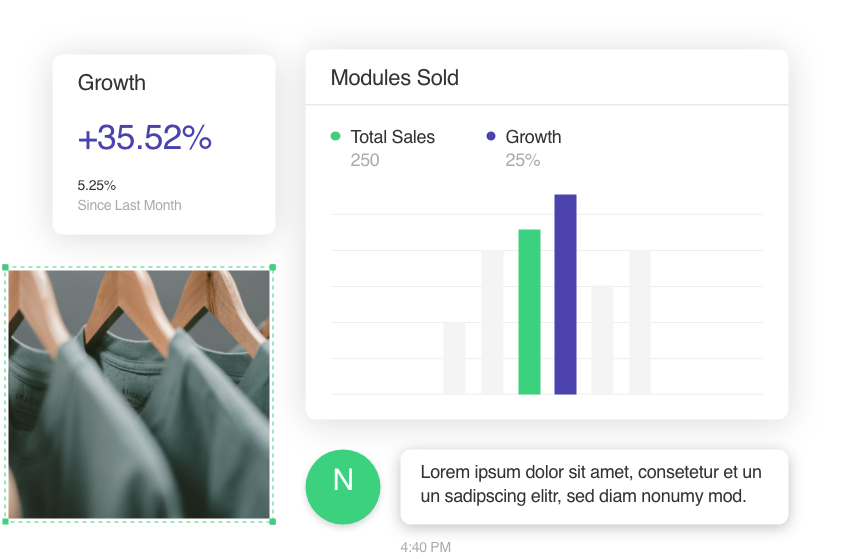 Growth
+35.52%
5.25%
Since Last Month
Modules Sold
Total Sales
250
Growth
25%
N
Lorem ipsum dolor sit amet, consetetur et un
un sadipscing elitr, sed diam nonumy mod.
4:40 PM